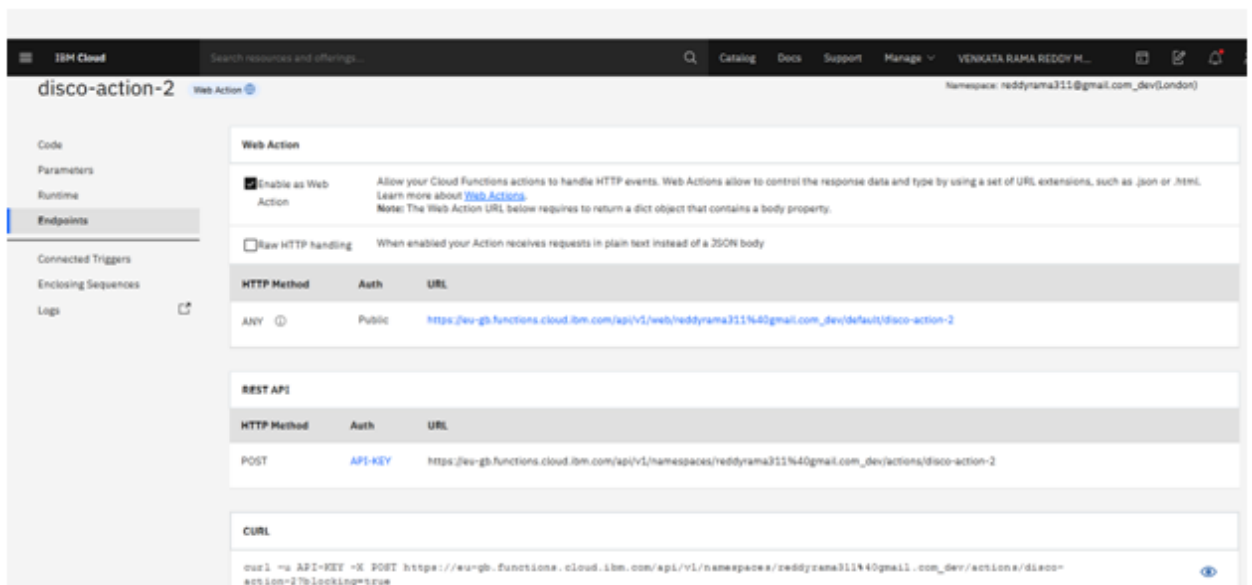 IBM Cloud Search resources and offerings... Catalog Docs Support Manage VENKATA RAMA REDDY M...
disco-action-2 Web Action Namespace: reddyrama311@gmail.com_dev(London)
Code
Parameters
Runtime
Endpoints
Connected Triggers
Enclosing Sequences
Logs
Web Action
Enable as Web
Action
Allow your Cloud Functions actions to handle HTTP events. Web Actions allow to control the response data and type by using a set of URL extensions, such as .json or .html.
Learn more about Web Actions.
Note: The Web Action URL below requires to return a dict object that contains a body property.
Raw HTTP handling When enabled your Action receives requests in plain text instead of a JSON body
HTTP Method Auth URL
ANY Public https://eu-gb.functions.cloud.ibm.com/api/v1/web/reddyrama311%40gmail.com_dev/default/disco-action-2
REST API
HTTP Method Auth URL
POST API-KEY https://eu-gb.functions.cloud.ibm.com/api/v1/namespaces/reddyrama311%40gmail.com_dev/actions/disco-action-2
CURL
curl -u API-KEY -X POST https://eu-gb.functions.cloud.ibm.com/api/v1/namespaces/reddyrama311%40gmail.com_dev/actions/disco-
action-2?blocking=true